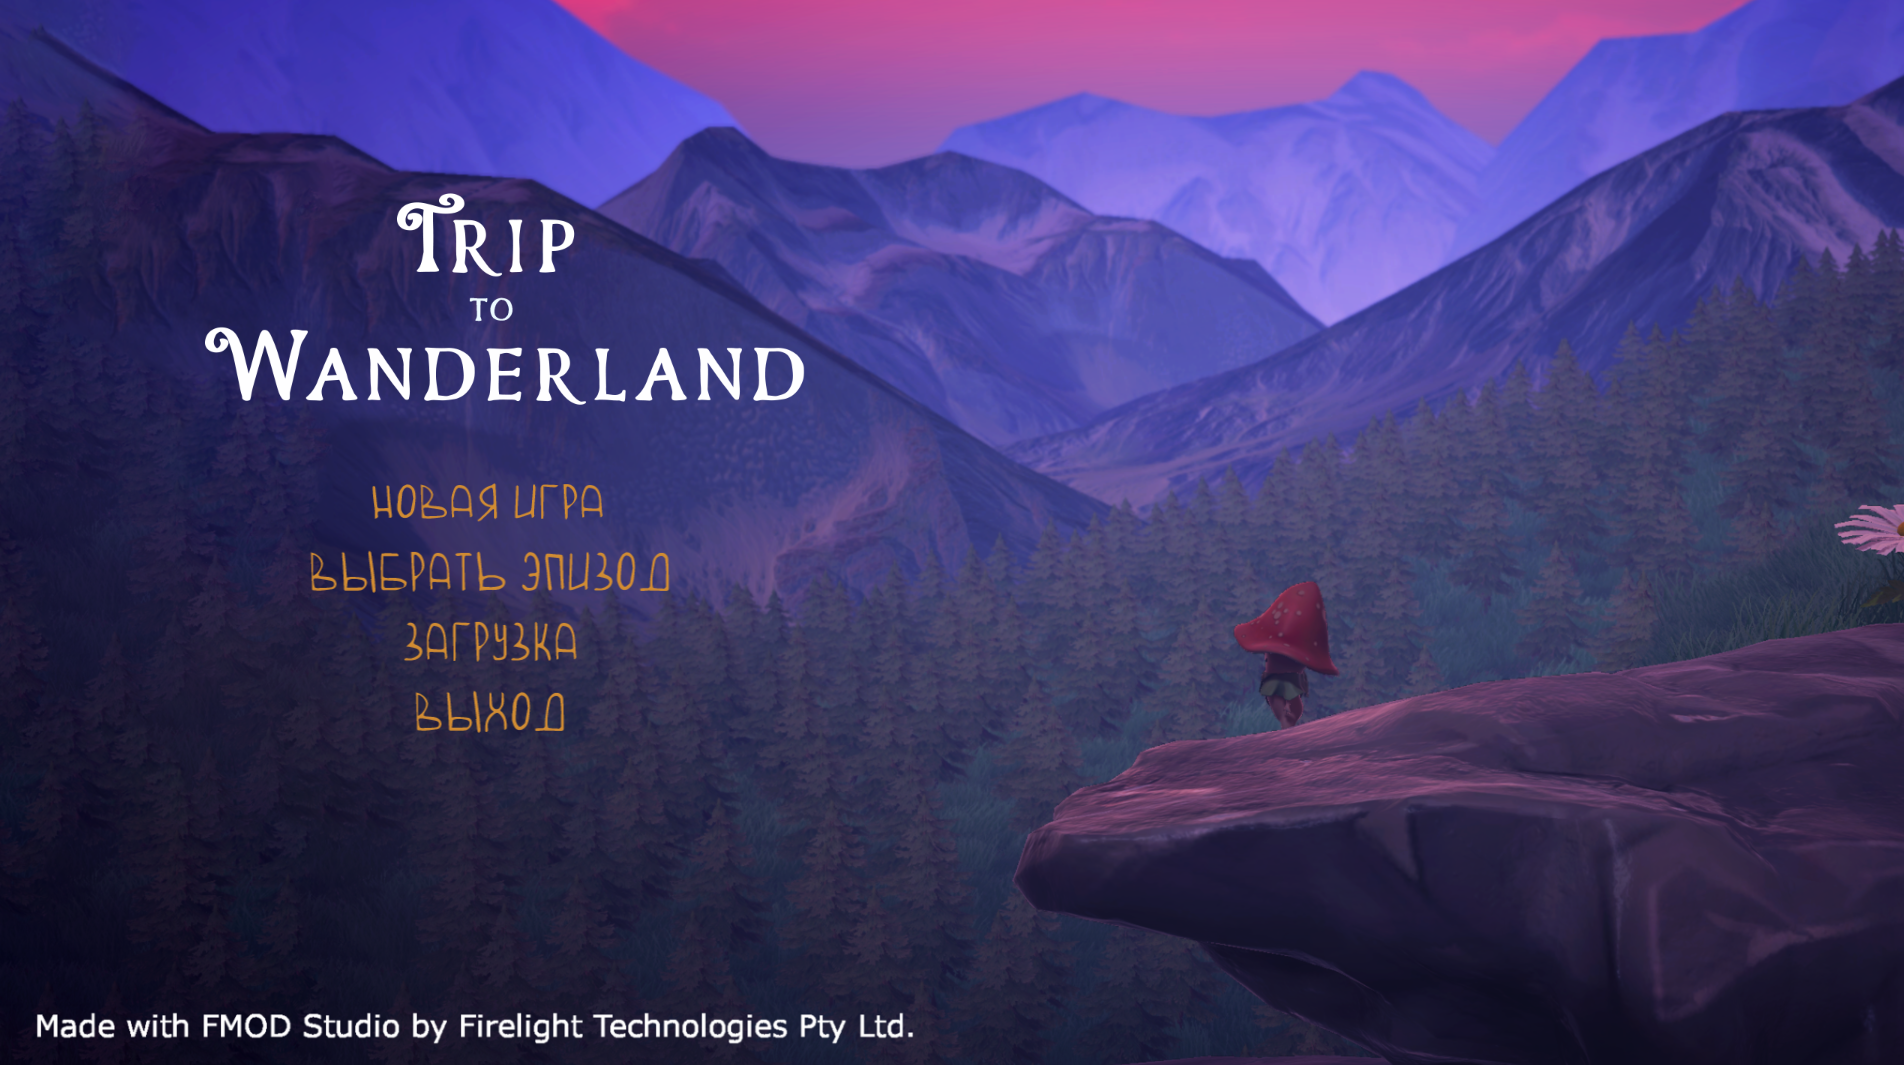 Trip
to
Wanderland
НОВАЯ ИГРА
ВЫБРАТЬ ЭПИЗОД
ЗАГРУЗКА
ВЫХОД
Made with FMOD Studio by Firelight Technologies Pty Ltd.